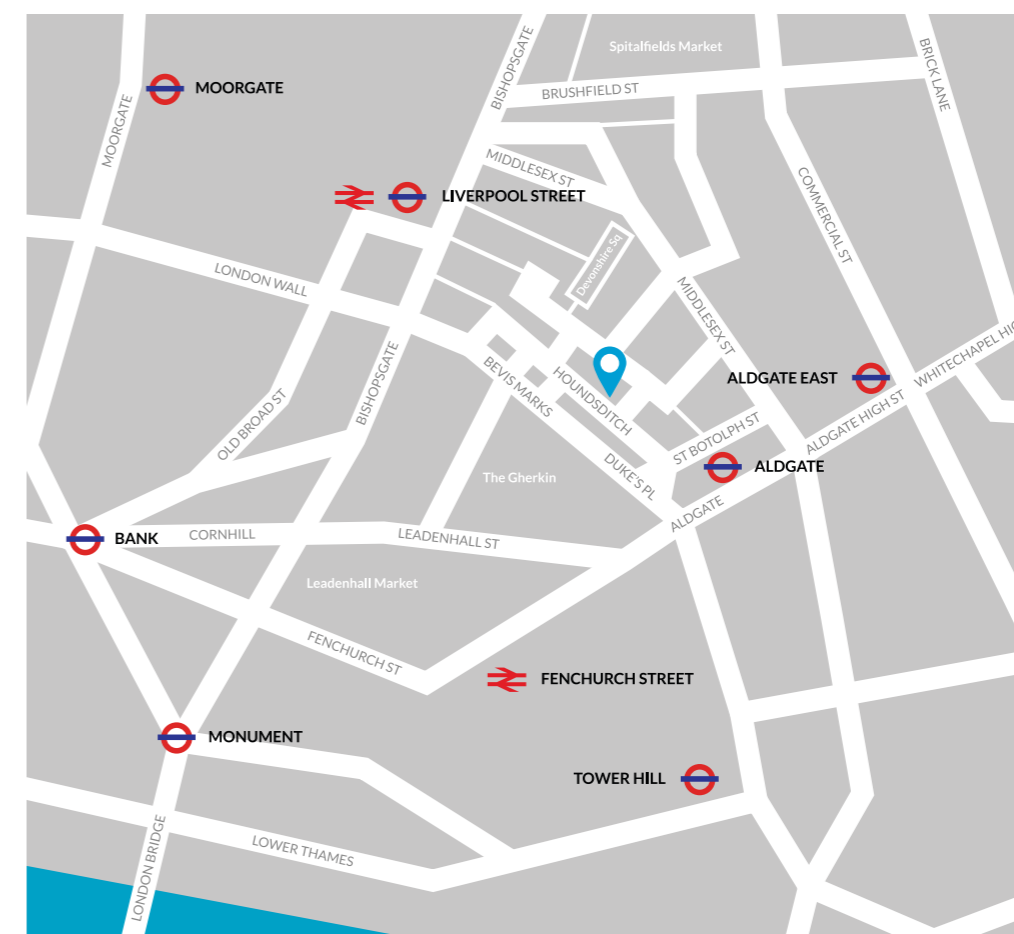 Spitalfields Market
BISHOPSGATE
BRICK LANE
MOORGATE
BRUSHFIELD ST
MOORGATE
MIDDLESEX ST
COMMERCIAL ST
LIVERPOOL STREET
Devonshire Sq
LONDON WALL
MIDDLESEX ST
WHITECHAPEL HIG
BISHOPSGATE
BEVIS MARKS
HOUNDSDITCH
ALDGATE EAST
OLD BROAD ST
ALDGATE HIGH ST
ST BOTOLPH ST
ALDGATE
The Gherkin
DUKE'S PL
ALDGATE
BANK
CORNHILL
LEADENHALL ST
Leadenhall Market
FENCHURCH ST
FENCHURCH STREET
MONUMENT
TOWER HILL
LONDON BRIDGE
LOWER THAMES